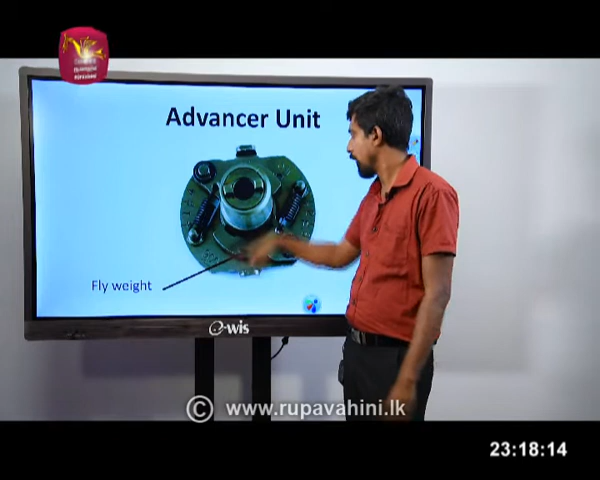 Advancer Unit
Fly weight
e-wis
© www.rupavahini.lk
23:18:14